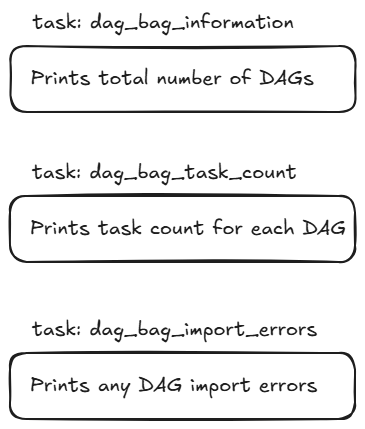 task: dag_bag_information
Prints total number of DAGs
task: dag_bag_task_count
Prints task count for each DAG
task: dag_bag_import_errors
Prints any DAG import errors